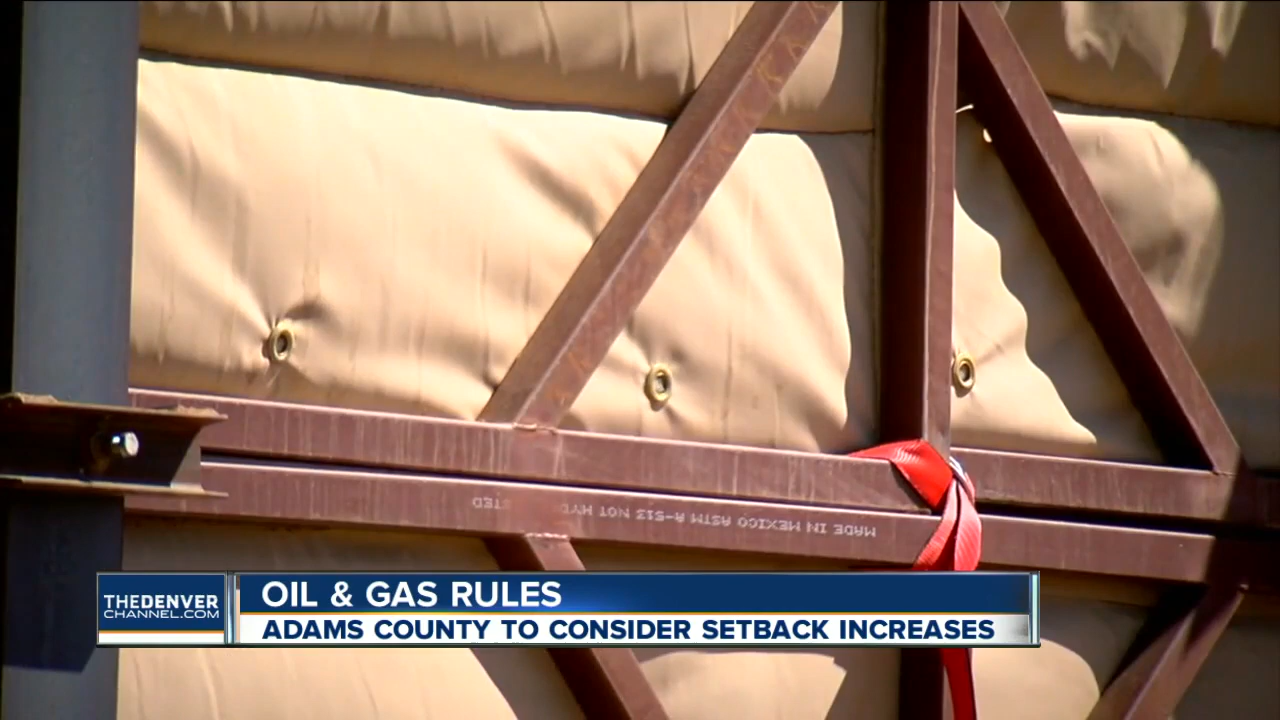 MADE IN MEXICO ASTM A-513 NOT HYD
THEDENVER
CHANNEL.COM
OIL & GAS RULES
ADAMS COUNTY TO CONSIDER SETBACK INCREASES